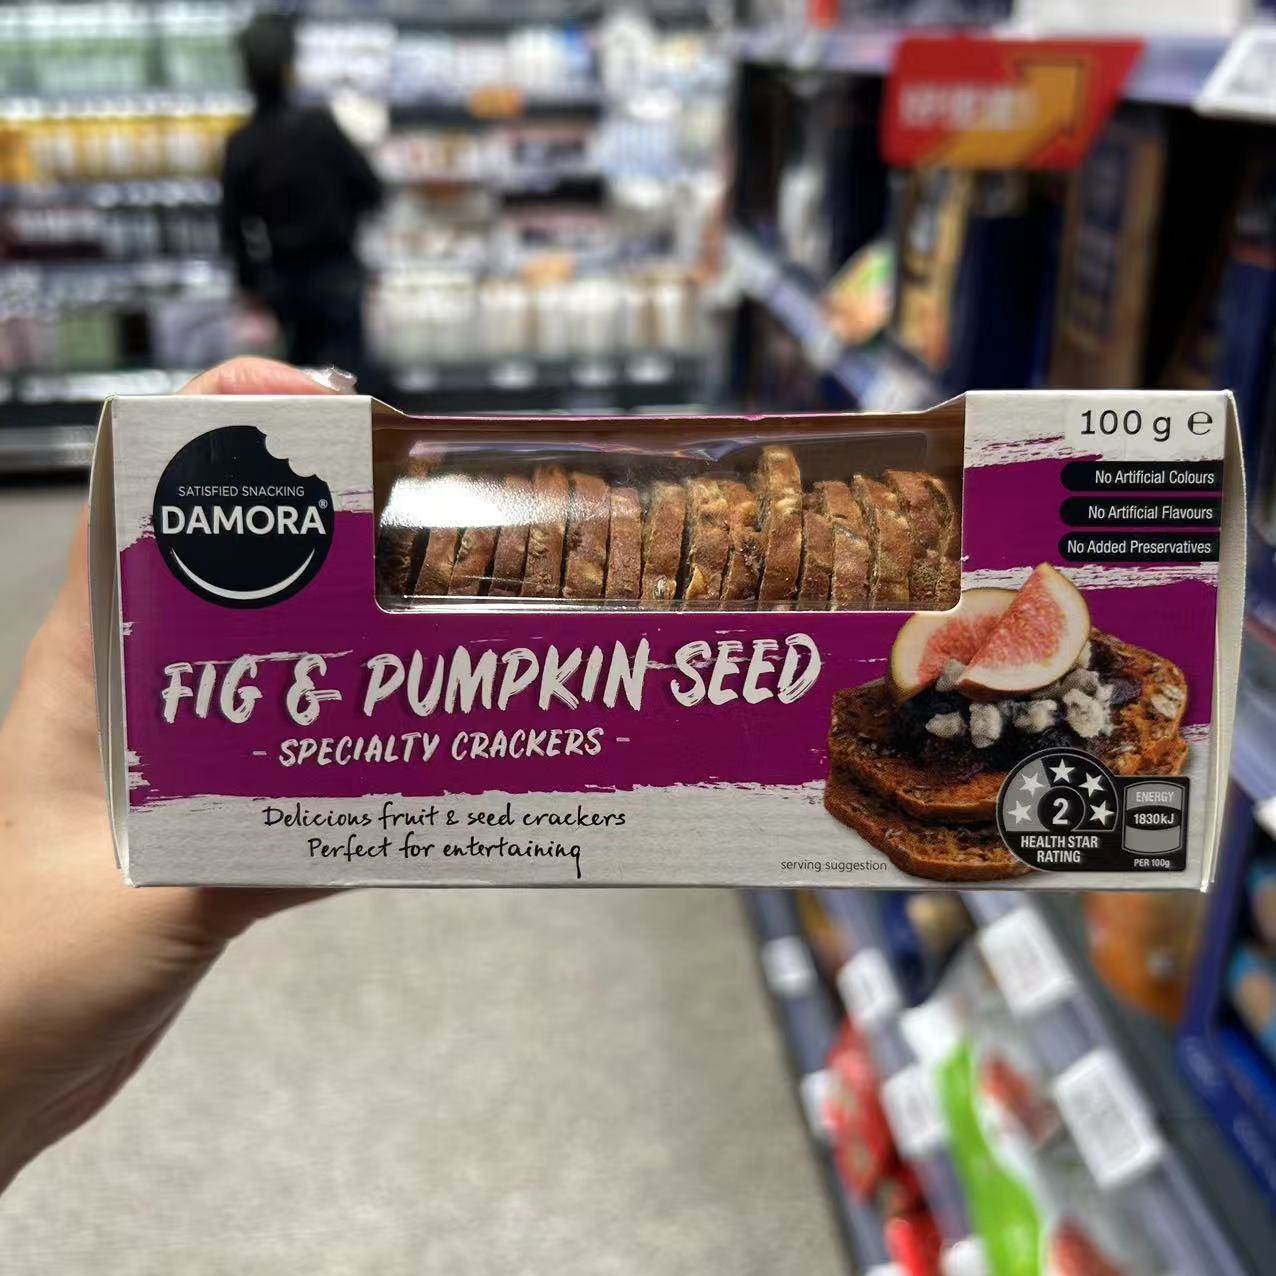 SATISFIED SNACKING
DAMORA®
100 g e
No Artificial Colours
No Artificial Flavours
No Added Preservatives
FIG & PUMPKIN SEED
- SPECIALTY CRACKERS -
Delicious fruit & seed crackers
Perfect for entertaining
serving suggestion
2
HEALTH STAR
RATING
ENERGY
1830kJ
PER 100g